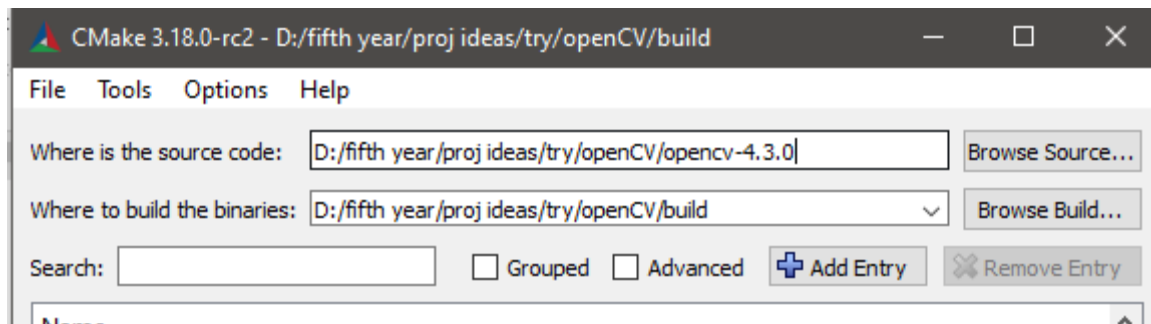 CMake 3.18.0-rc2 - D:/fifth year/proj ideas/try/openCV/build
File Tools Options Help
Where is the source code: D:/fifth year/proj ideas/try/openCV/opencv-4.3.0 Browse Source...
Where to build the binaries: D:/fifth year/proj ideas/try/openCV/build Browse Build...
Search: Grouped Advanced Add Entry Remove Entry